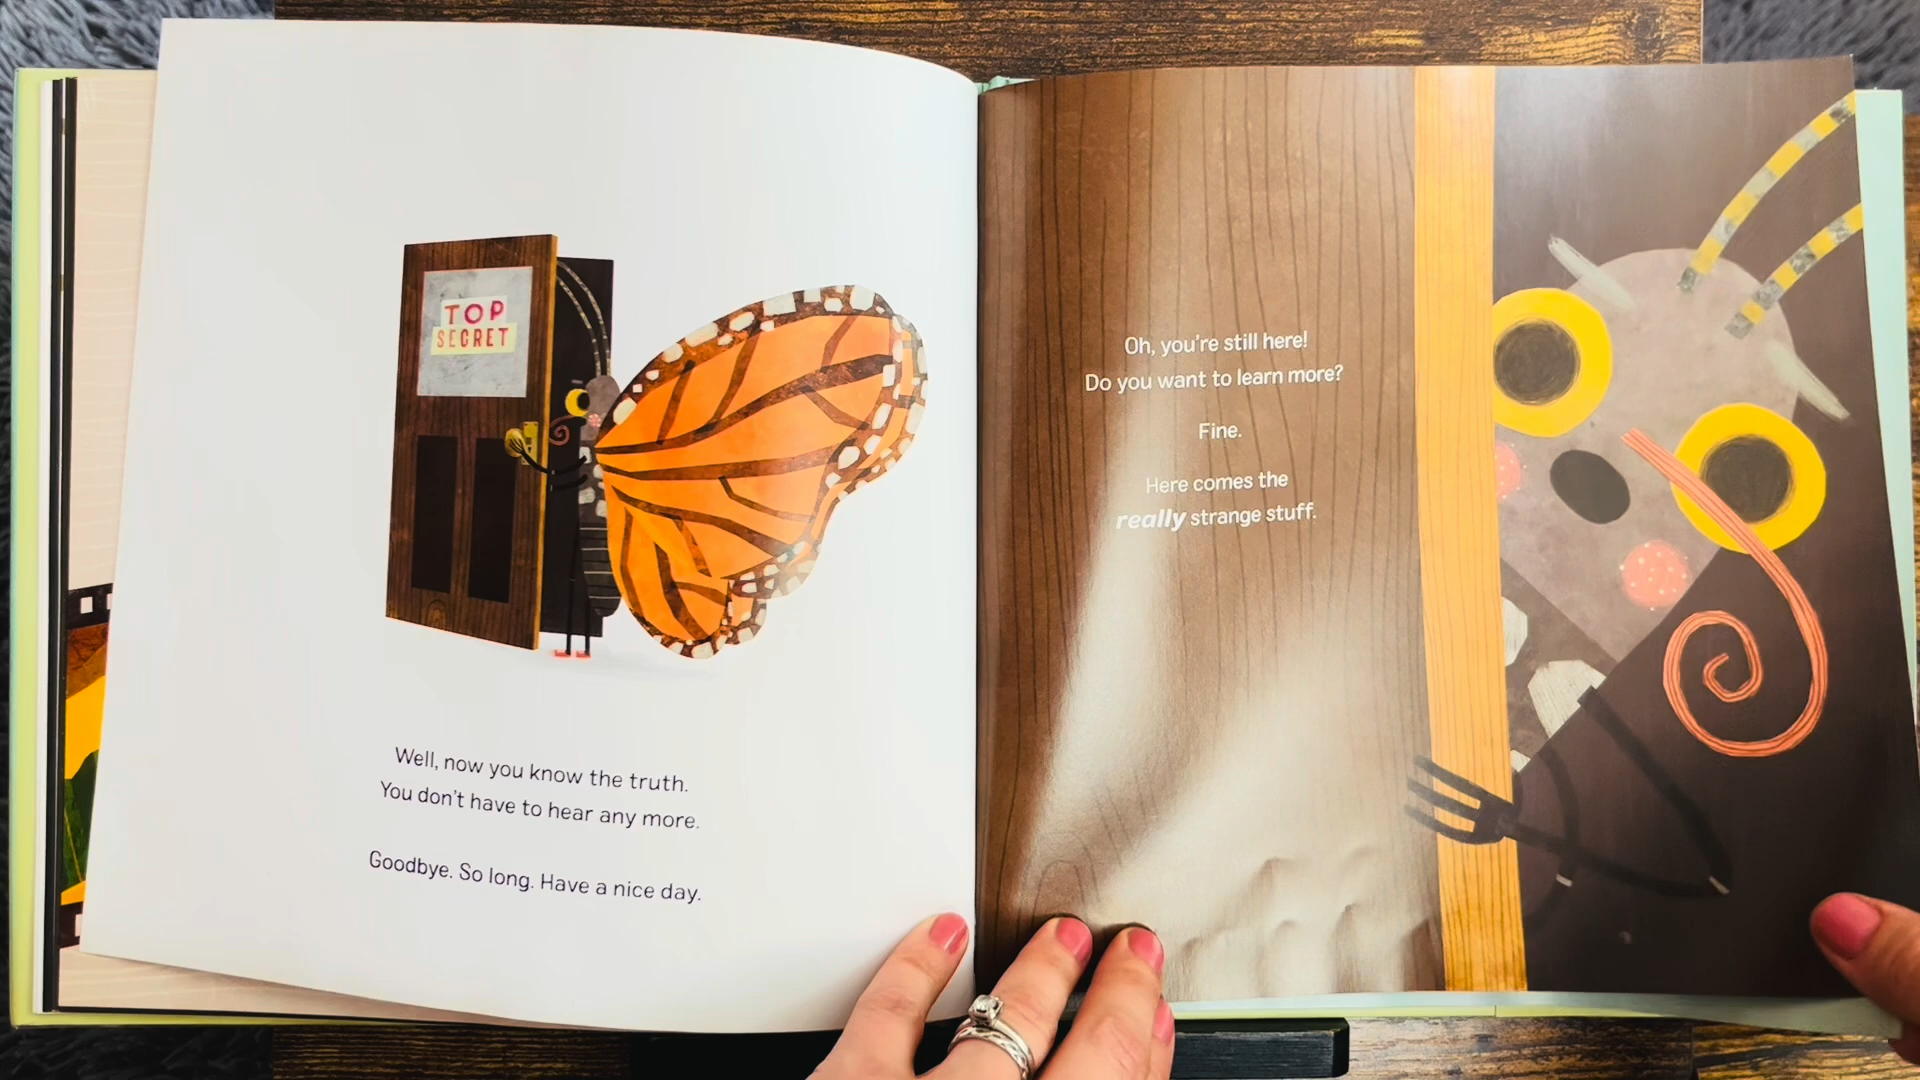 TOP
SECRET
Well, now you know the truth.
You don't have to hear any more.
Goodbye. So long. Have a nice day.
Oh, you're still here!
Do you want to learn more?
Fine.
Here comes the
really strange stuff.